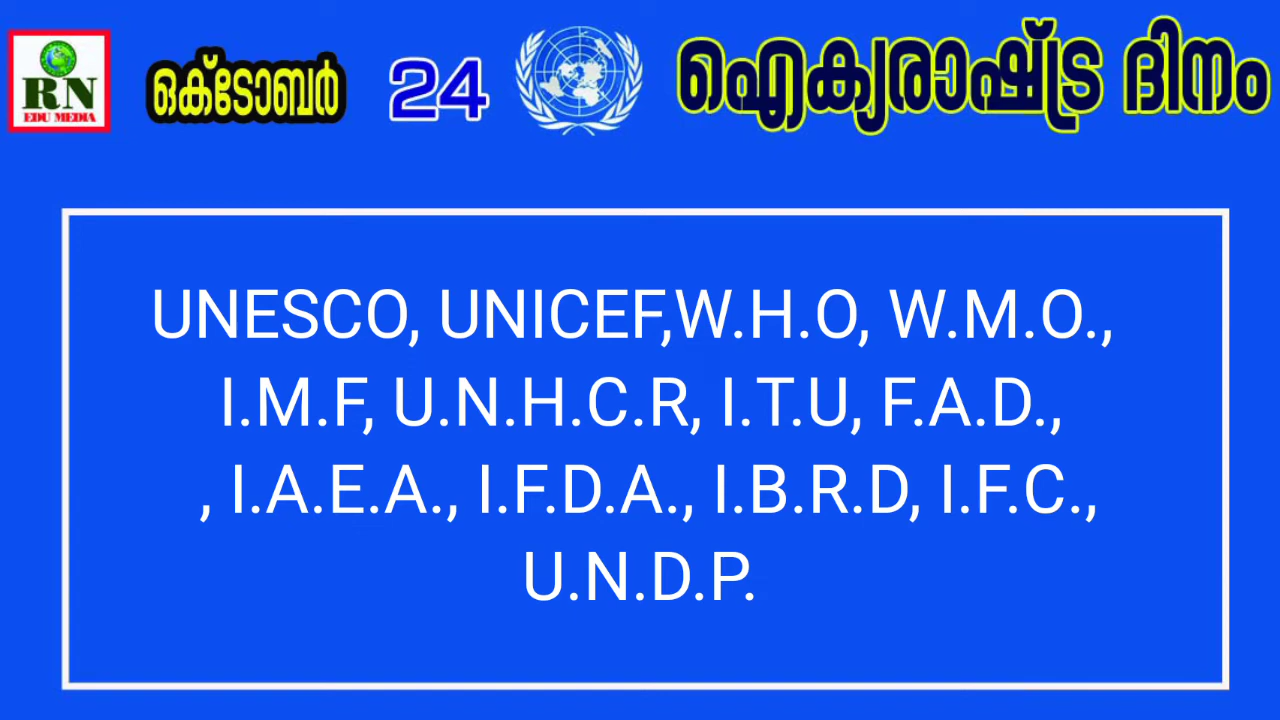 RN
EDU MEDIA
ഒക്ടോബർ 24 ഐക്യരാഷ്ട്ര ദിനം
UNESCO, UNICEF,W.H.O, W.M.O.,
I.M.F, U.N.H.C.R, I.T.U, F.A.D.,
, I.A.E.A., I.F.D.A., I.B.R.D, I.F.C.,
U.N.D.P.